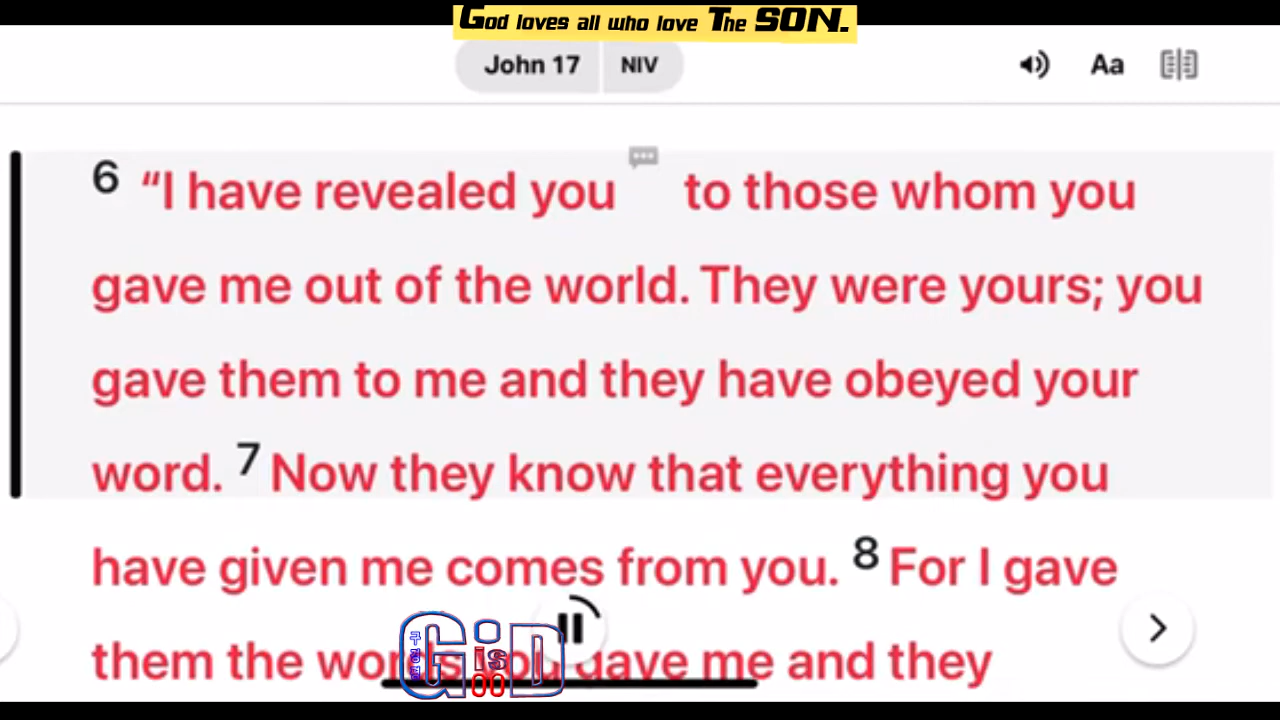 God loves all who love The SON.
John 17 NIV Aa
6 “I have revealed you to those whom you
gave me out of the world. They were yours; you
gave them to me and they have obeyed your
word. 7 Now they know that everything you
have given me comes from you. 8 For I gave
them the words you gave me and they
GisD